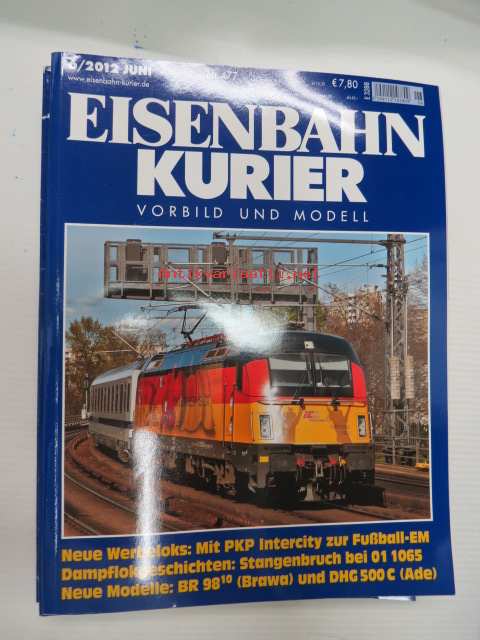 6/2012 JUNI
www.eisenbahn-kurier.de
€ 7,80
EISENBAHN
KURIER
VORBILD UND MODELL
Neue Werbeloks: Mit PKP Intercity zur Fußball-EM
Dampflokgeschichten: Stangenbruch bei 01 1065
Neue Modelle: BR 98¹⁰ (Brawa) und DHG 500 C (Ade)